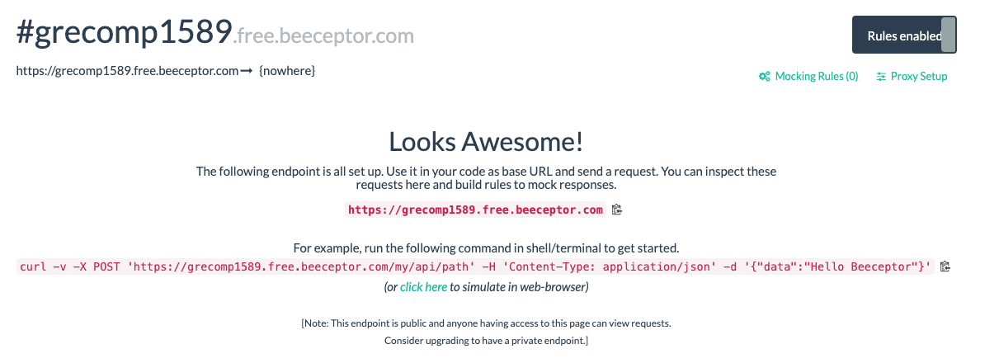 #grecomp1589.free.beeceptor.com
Rules enabled
https://grecomp1589.free.beeceptor.com → {nowhere}
Mocking Rules (0) Proxy Setup
Looks Awesome!
The following endpoint is all set up. Use it in your code as base URL and send a request. You can inspect these
requests here and build rules to mock responses.
https://grecomp1589.free.beeceptor.com
For example, run the following command in shell/terminal to get started.
curl -v -X POST 'https://grecomp1589.free.beeceptor.com/my/api/path' -H 'Content-Type: application/json' -d '{"data":"Hello Beeceptor"}'
(or click here to simulate in web-browser)
[Note: This endpoint is public and anyone having access to this page can view requests.
Consider upgrading to have a private endpoint.]